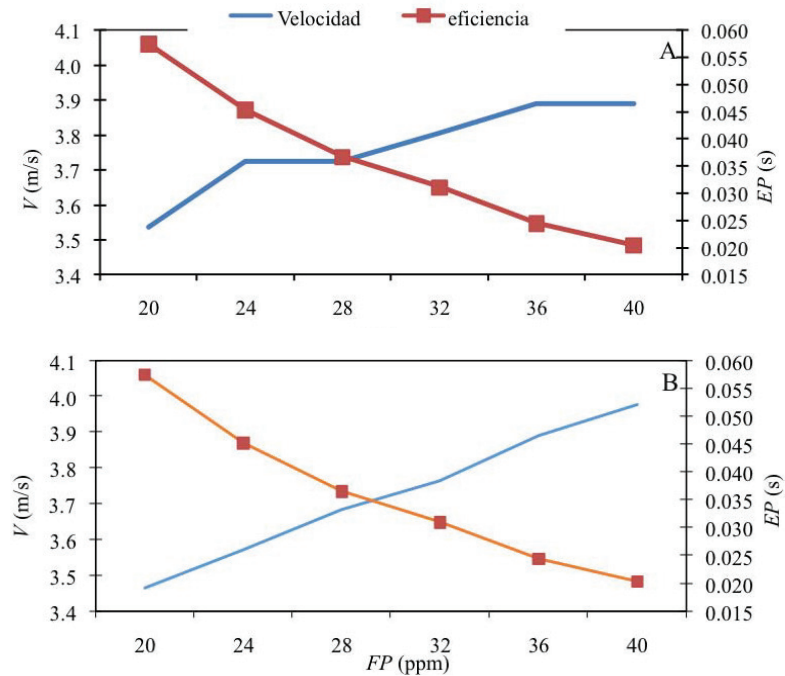 Velocidad eficiencia
A
4.1 0.060
4.0 0.055
3.9 0.050
3.8 0.045
3.7 0.040
3.6 0.035
3.5 0.030
3.4 0.025
0.020
0.015
V (m/s)
EP (s)
20 24 28 32 36 40
B
4.1 0.060
4.0 0.055
3.9 0.050
3.8 0.045
3.7 0.040
3.6 0.035
3.5 0.030
3.4 0.025
0.020
0.015
V (m/s)
EP (s)
20 24 28 32 36 40
FP (ppm)